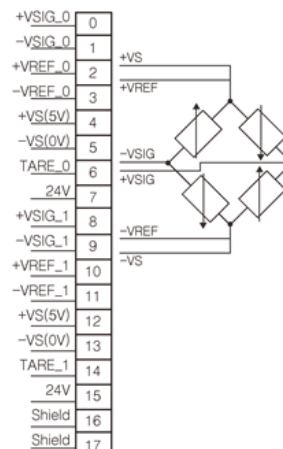 +VSIG_0 0
−VSIG_0 1
+VREF_0 2
−VREF_0 3
+VS(5V) 4
−VS(0V) 5
TARE_0 6
24V 7
+VSIG_1 8
−VSIG_1 9
+VREF_1 10
−VREF_1 11
+VS(5V) 12
−VS(0V) 13
TARE_1 14
24V 15
Shield 16
Shield 17
+VS
+VREF
−VSIG
+VSIG
−VREF
−VS